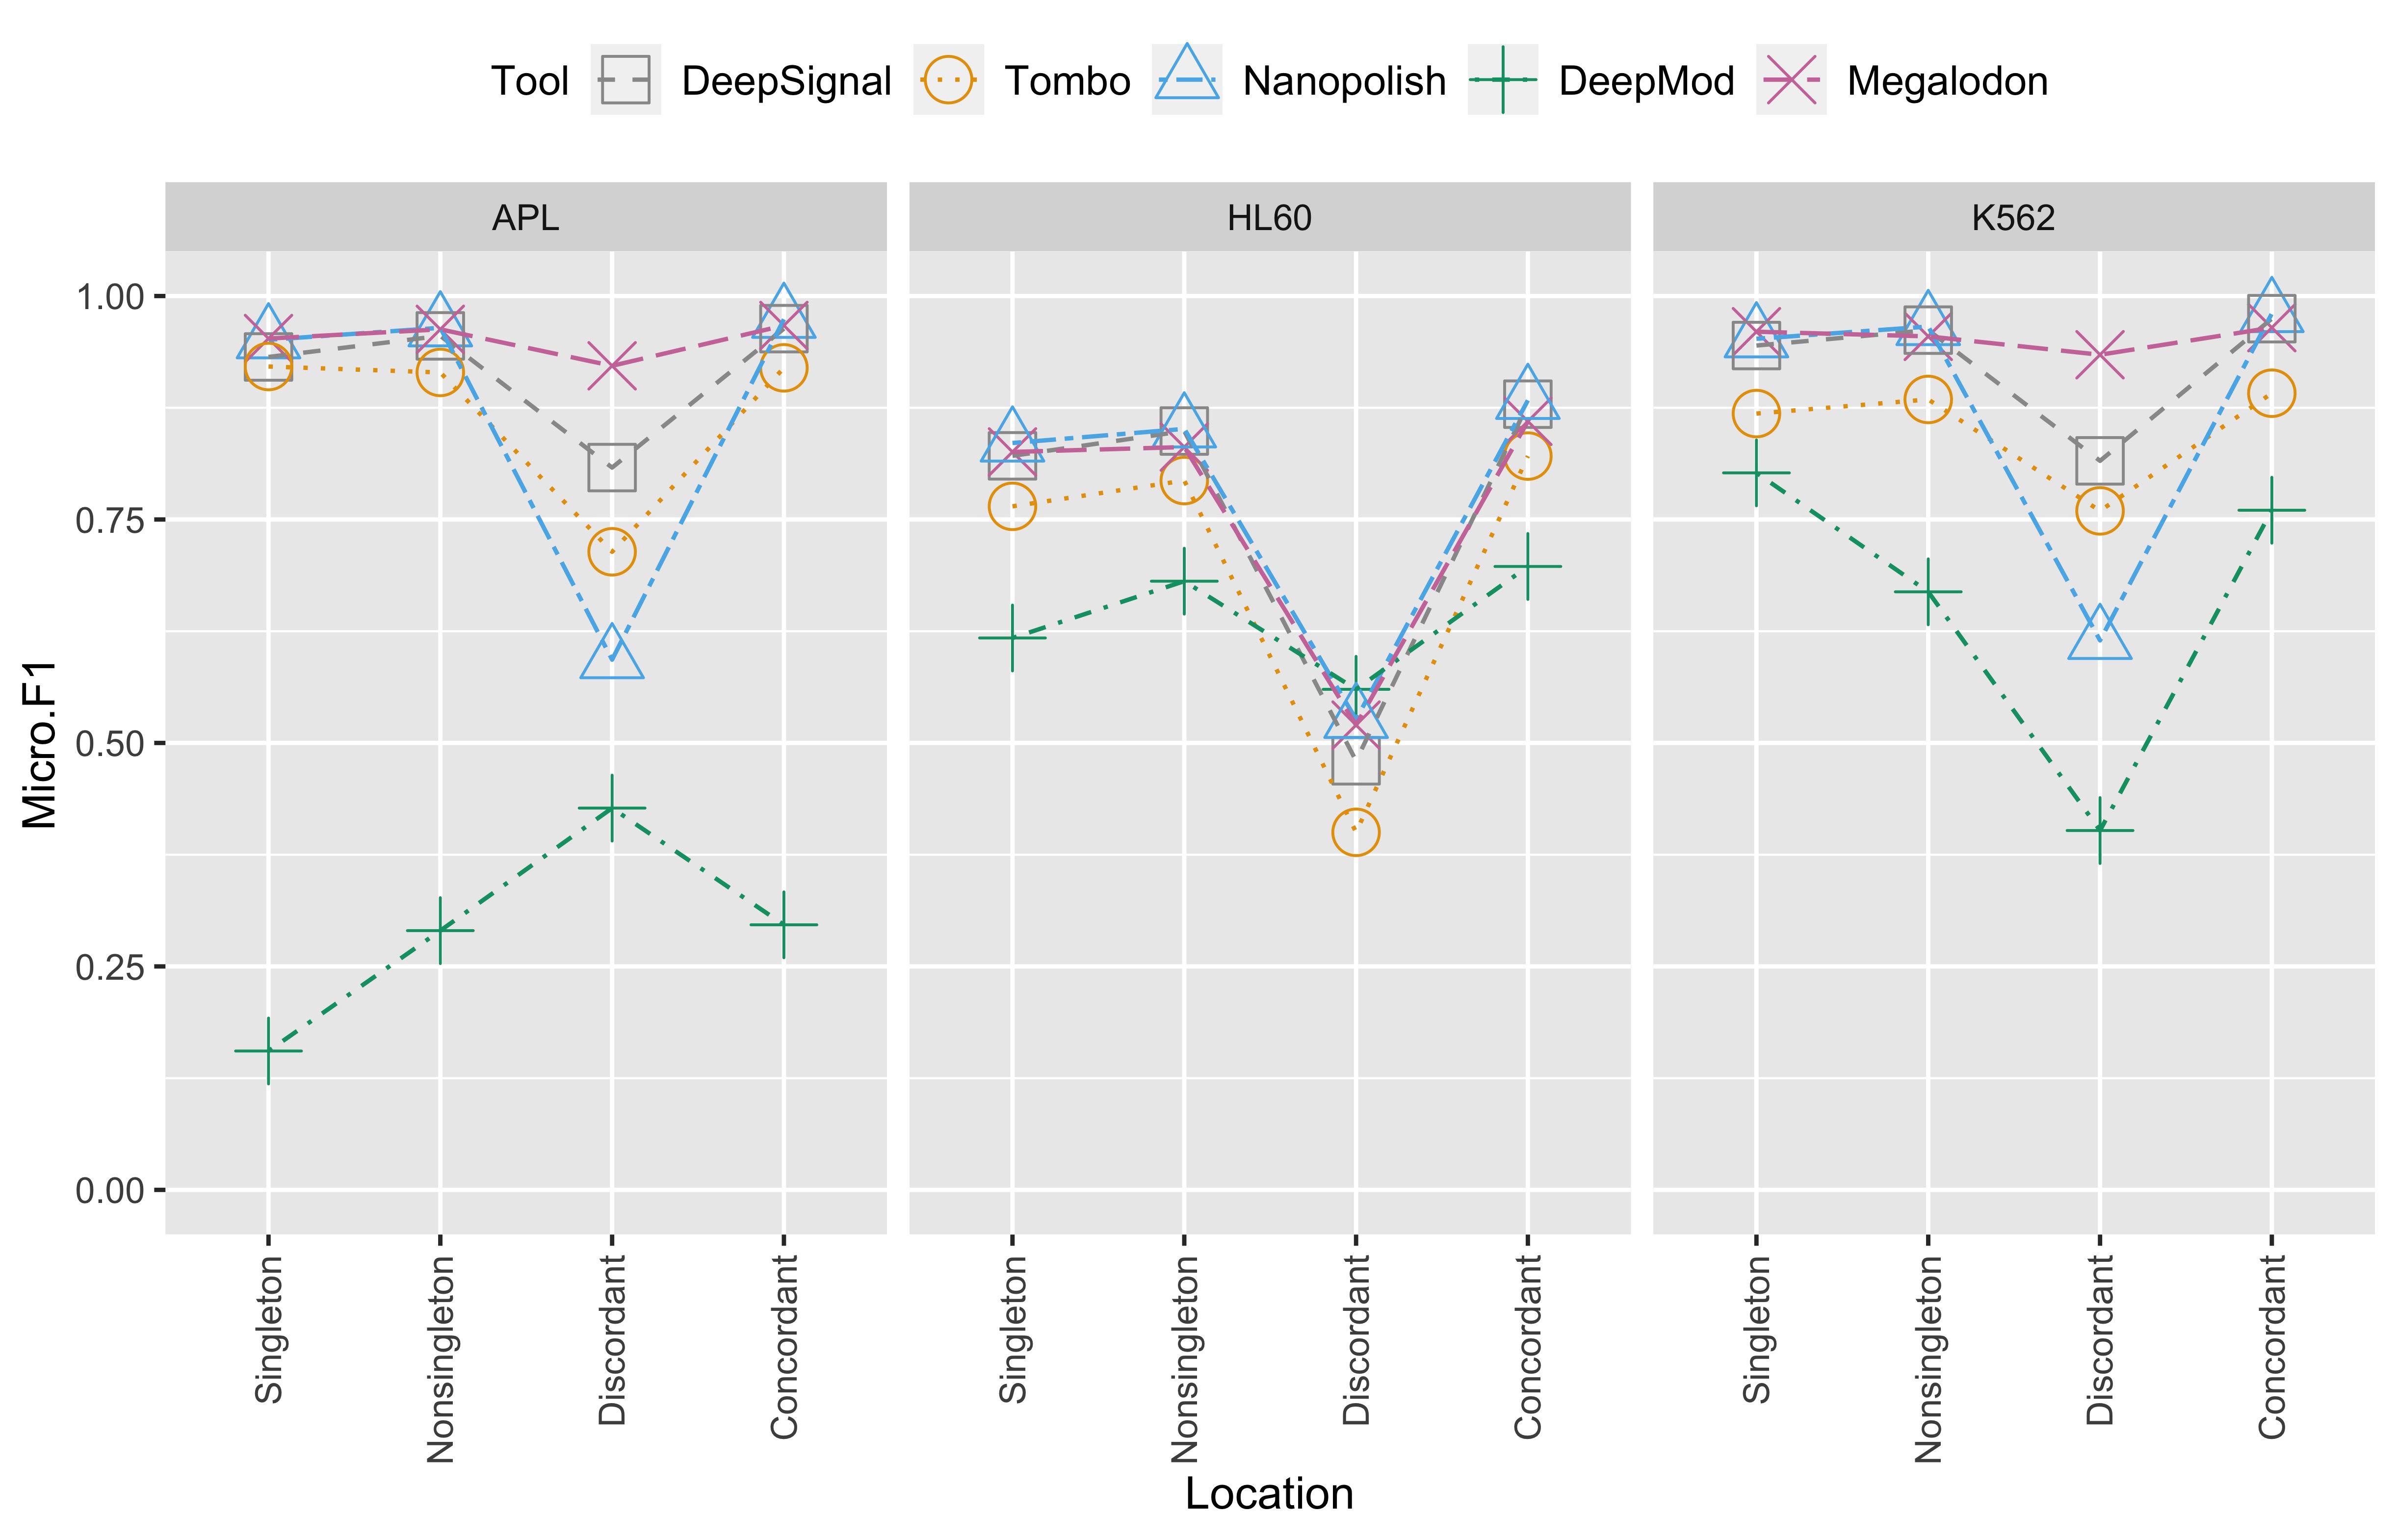 Tool DeepSignal Tombo Nanopolish DeepMod Megalodon
APL HL60 K562
Micro.F1
1.00
0.75
0.50
0.25
0.00
Singleton Nonsingleton Discordant Concordant Singleton Nonsingleton Discordant Concordant Singleton Nonsingleton Discordant Concordant
Location